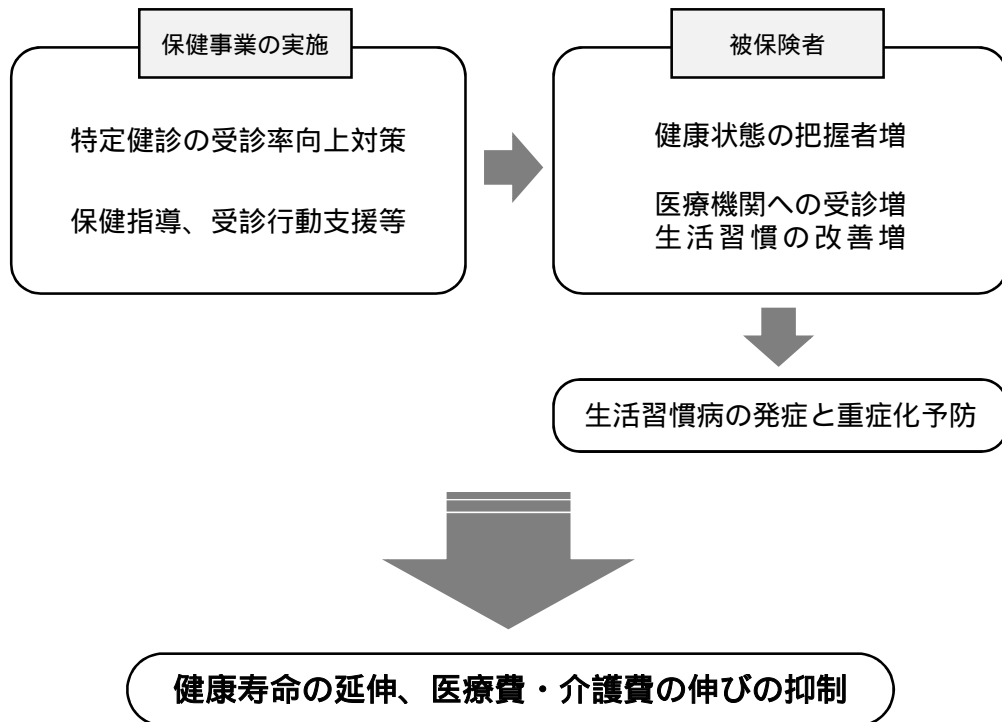 保健事業の実施
特定健診の受診率向上対策
保健指導、受診行動支援等
被保険者
健康状態の把握者増
医療機関への受診増
生活習慣の改善増
生活習慣病の発症と重症化予防
健康寿命の延伸、医療費・介護費の伸びの抑制